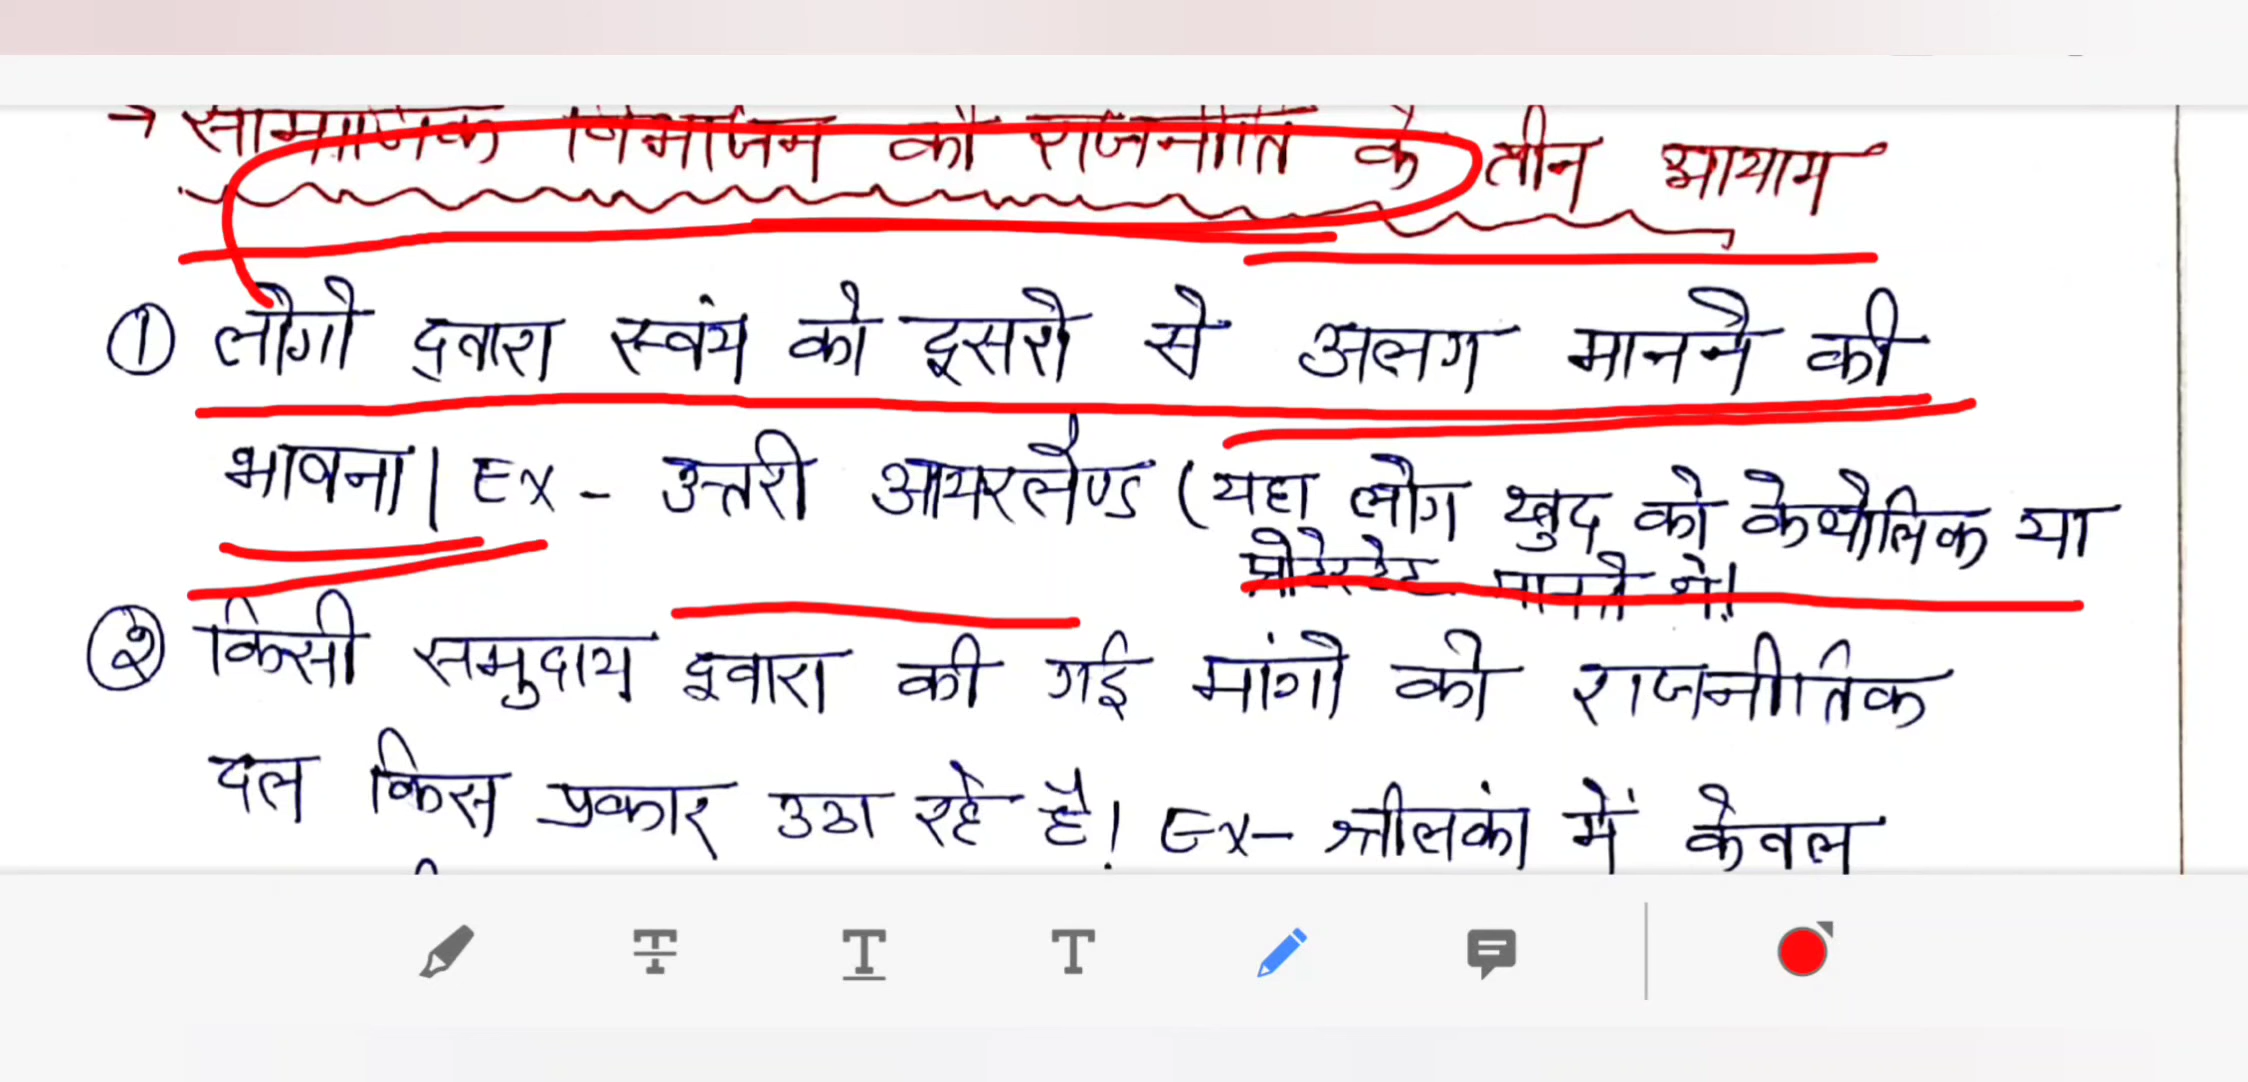 → सामाजिक विभाजन की राजनीति के तीन आयाम
① लोगो द्वारा स्वंय को दूसरो से अलग मानने की
भावना| Ex - उत्तरी आयरलैण्ड (यहा लोग खुद को केथौलिक या
प्रोटेस्टेट मानते थे।
② किसी समुदाय द्वारा की गई मांगो को राजनीतिक
दल किस प्रकार उठा रहे है। Ex- श्रीलंका में केवल